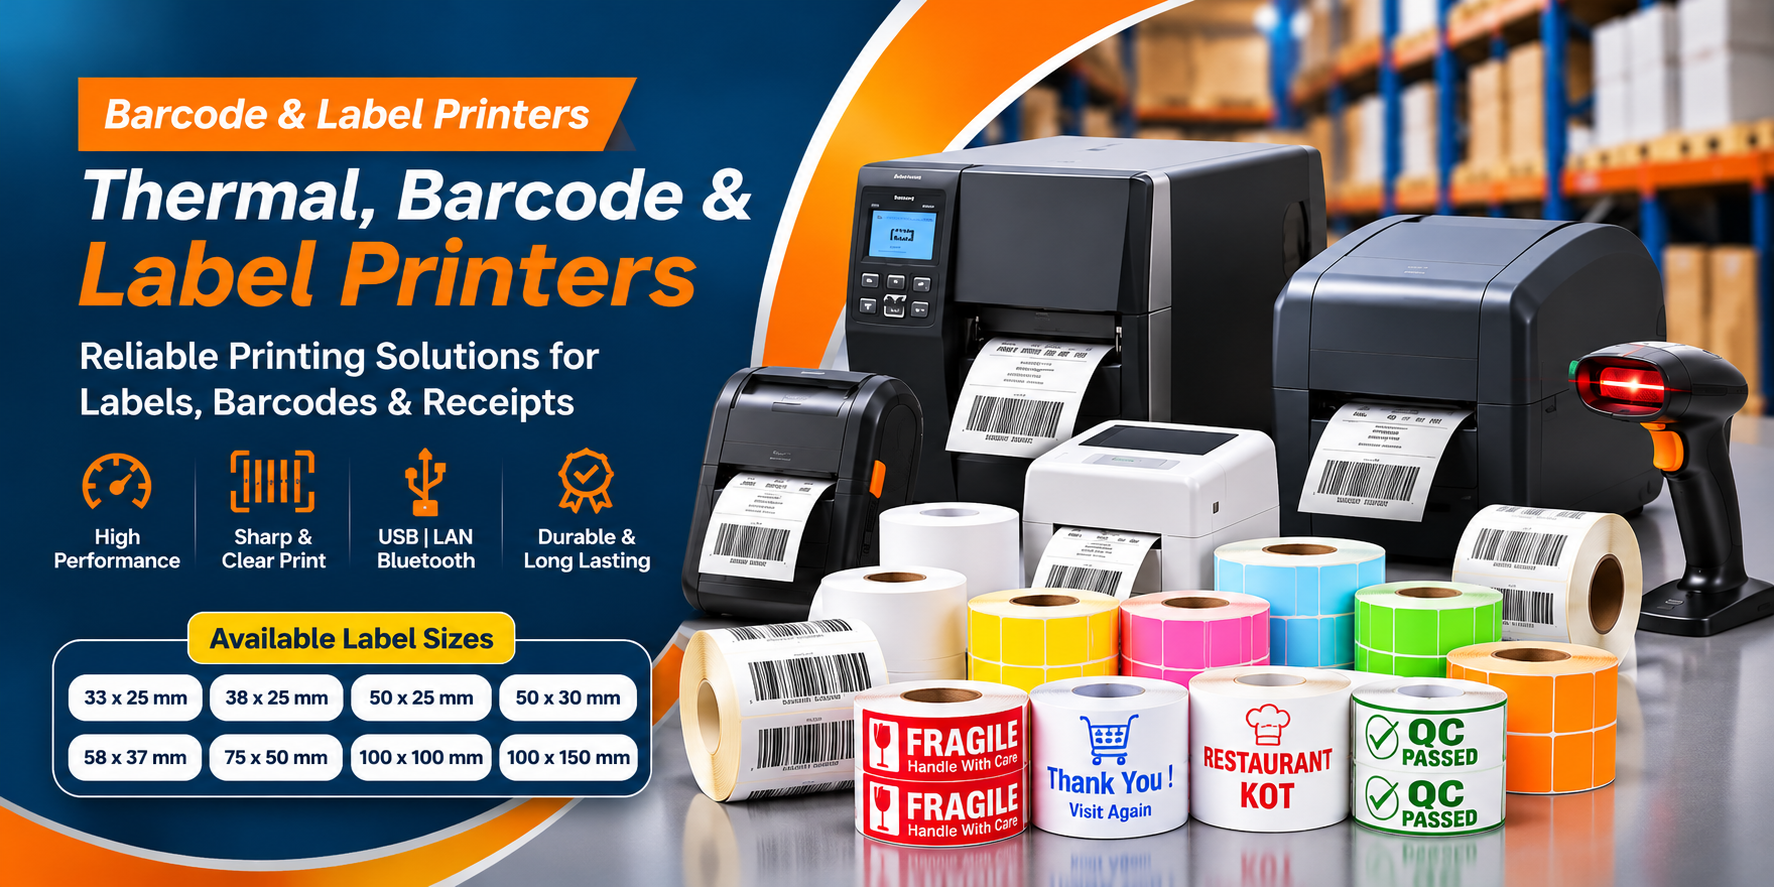 Barcode & Label Printers
Thermal, Barcode &
Label Printers
Reliable Printing Solutions for
Labels, Barcodes & Receipts
High
Performance
Sharp &
Clear Print
USB | LAN
Bluetooth
Durable &
Long Lasting
Available Label Sizes
33 x 25 mm
38 x 25 mm
50 x 25 mm
50 x 30 mm
58 x 37 mm
75 x 50 mm
100 x 100 mm
100 x 150 mm
FRAGILE
Handle With Care
FRAGILE
Handle With Care
Thank You !
Visit Again
RESTAURANT
KOT
QC
PASSED
QC
PASSED